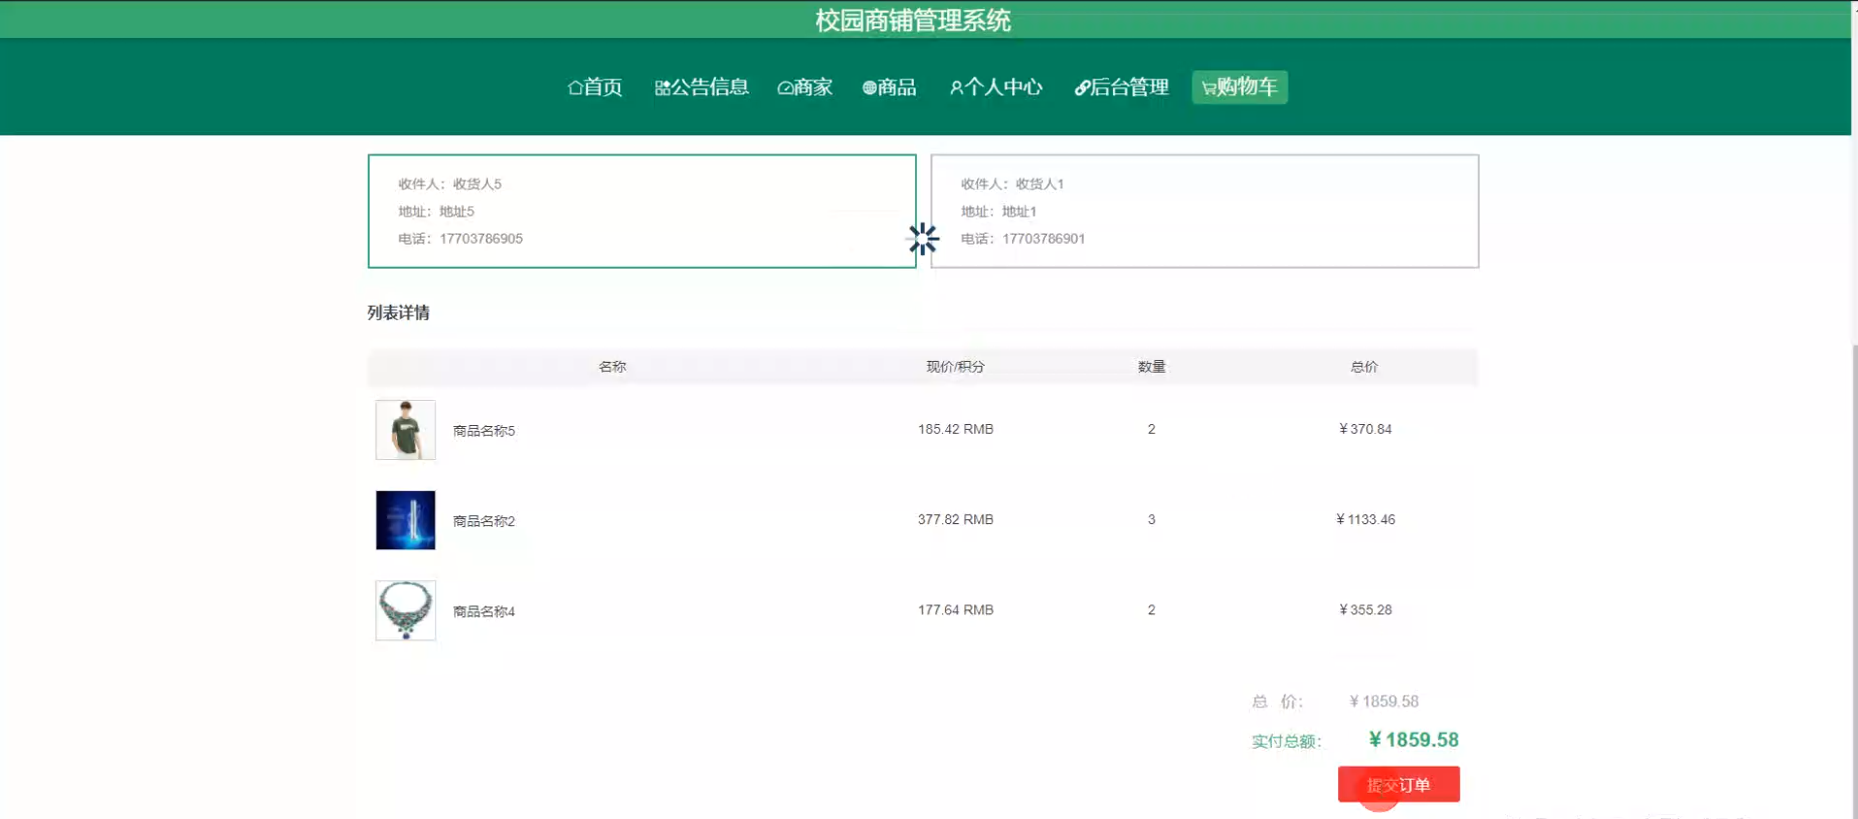 校园商铺管理系统
首页 公告信息 商家 商品 个人中心 后台管理 购物车
收件人：收货人5
地址：地址5
电话：17703786905
收件人：收货人1
地址：地址1
电话：17703786901
列表详情
名称 现价/积分 数量 总价
商品名称5 185.42 RMB 2 ¥370.84
商品名称2 377.82 RMB 3 ¥1133.46
商品名称4 177.64 RMB 2 ¥355.28
总 价： ¥1859.58
实付总额： ¥1859.58
提交订单